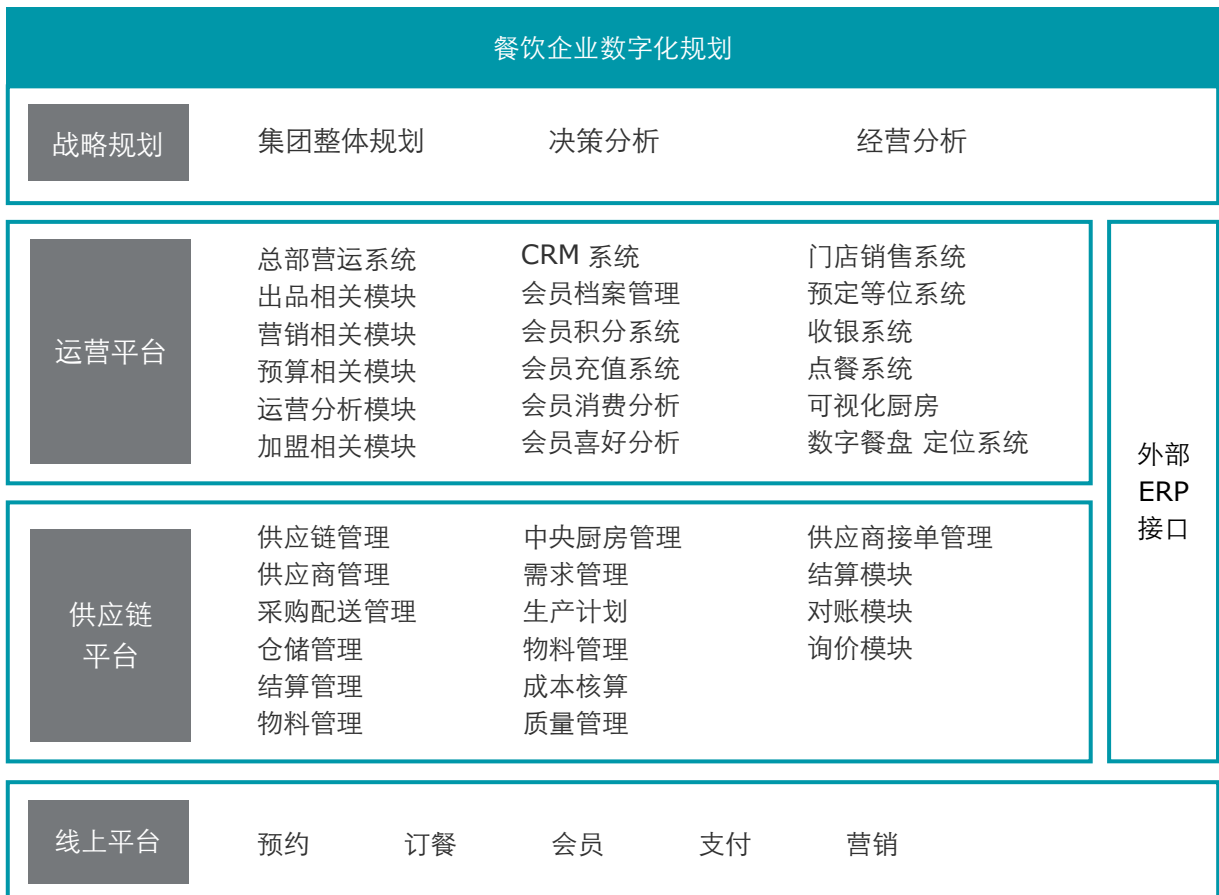 餐饮企业数字化规划
战略规划
集团整体规划
决策分析
经营分析
运营平台
总部营运系统
出品相关模块
营销相关模块
预算相关模块
运营分析模块
加盟相关模块
CRM 系统
会员档案管理
会员积分系统
会员充值系统
会员消费分析
会员喜好分析
门店销售系统
预定等位系统
收银系统
点餐系统
可视化厨房
数字餐盘 定位系统
供应链
平台
供应链管理
供应商管理
采购配送管理
仓储管理
结算管理
物料管理
中央厨房管理
需求管理
生产计划
物料管理
成本核算
质量管理
供应商接单管理
结算模块
对账模块
询价模块
外部
ERP
接口
线上平台
预约
订餐
会员
支付
营销